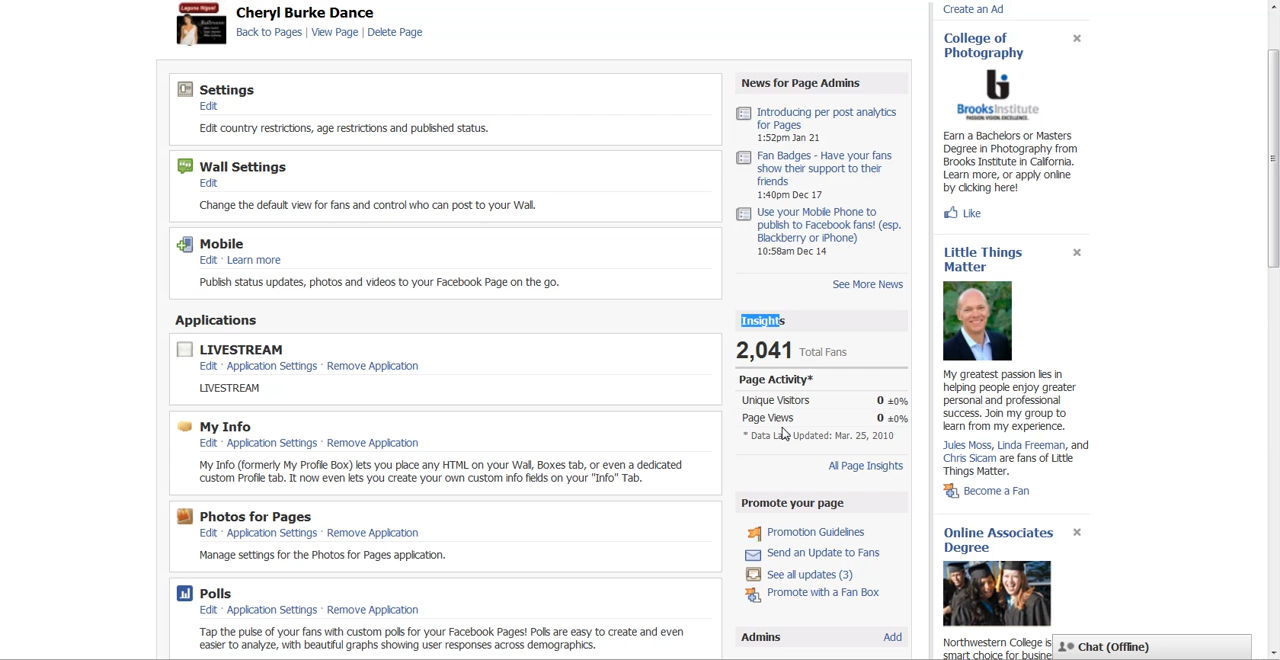 Laguna Niguel
Cheryl Burke Dance
Back to Pages | View Page | Delete Page
Settings
Edit
Edit country restrictions, age restrictions and published status.
Wall Settings
Edit
Change the default view for fans and control who can post to your Wall.
Mobile
Edit · Learn more
Publish status updates, photos and videos to your Facebook Page on the go.
Applications
LIVESTREAM
Edit · Application Settings · Remove Application
LIVESTREAM
My Info
Edit · Application Settings · Remove Application
My Info (formerly My Profile Box) lets you place any HTML on your Wall, Boxes tab, or even a dedicated
custom Profile tab. It now even lets you create your own custom info fields on your "Info" Tab.
Photos for Pages
Edit · Application Settings · Remove Application
Manage settings for the Photos for Pages application.
Polls
Edit · Application Settings · Remove Application
Tap the pulse of your fans with custom polls for your Facebook Pages! Polls are easy to create and even
easier to analyze, with beautiful graphs showing user responses across demographics.
News for Page Admins
Introducing per post analytics
for Pages
1:52pm Jan 21
Fan Badges - Have your fans
show their support to their
friends
1:40pm Dec 17
Use your Mobile Phone to
publish to Facebook fans! (esp.
Blackberry or iPhone)
10:58am Dec 14
See More News
Insights
2,041 Total Fans
Page Activity*
Unique Visitors 0 ±0%
Page Views 0 ±0%
* Data Last Updated: Mar. 25, 2010
All Page Insights
Promote your page
Promotion Guidelines
Send an Update to Fans
See all updates (3)
Promote with a Fan Box
Admins Add
Create an Ad
College of
Photography
BrooksInstitute
PASSION. VISION. EXCELLENCE.
Earn a Bachelors or Masters
Degree in Photography from
Brooks Institute in California.
Learn more, or apply online
by clicking here!
Like
Little Things
Matter
My greatest passion lies in
helping people enjoy greater
personal and professional
success. Join my group to
learn from my experience.
Jules Moss, Linda Freeman, and
Chris Sicam are fans of Little
Things Matter.
Become a Fan
Online Associates
Degree
Northwestern College is
smart choice for busine
Chat (Offline)